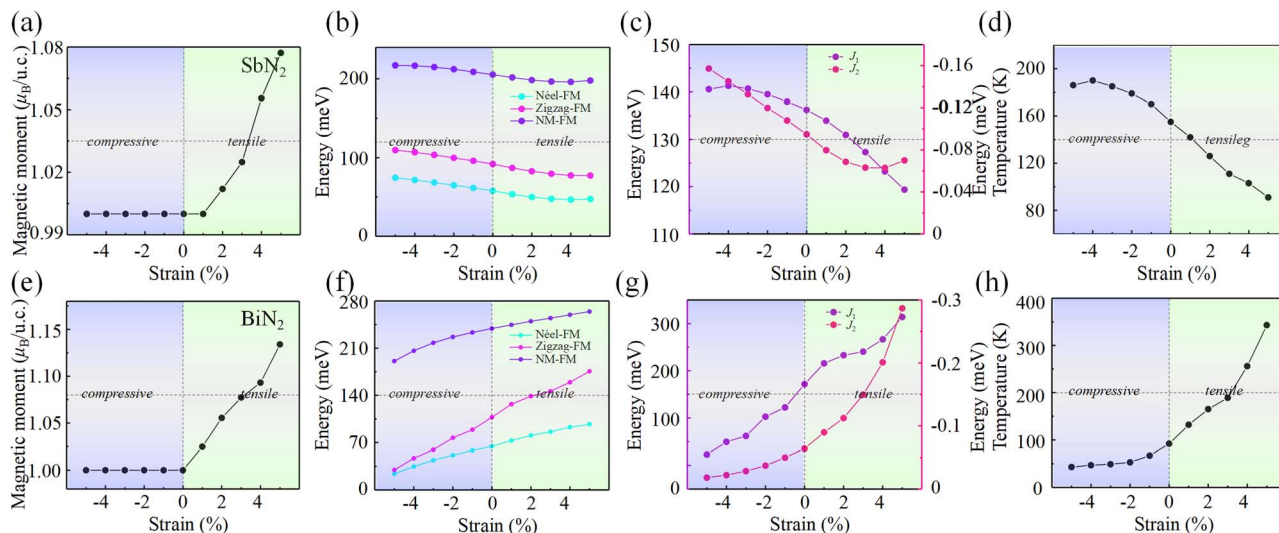 (a)
Magnetic moment (μB/u.c.)
1.08
1.05
1.02
0.99
SbN2
compressive
tensile
-4 -2 0 2 4
Strain (%)
(b)
Energy (meV)
200
100
0
Néel-FM
Zigzag-FM
NM-FM
compressive
tensile
-4 -2 0 2 4
Strain (%)
(c)
Energy (meV)
150
140
130
120
110
J1
J2
compressive
tensile
-0.16
-0.12
-0.08
-0.04
0
Energy (meV)
-4 -2 0 2 4
Strain (%)
(d)
Temperature (K)
200
180
160
140
120
100
80
60
compressive
tensileg
-4 -2 0 2 4
Strain (%)
(e)
Magnetic moment (μB/u.c.)
1.15
1.10
1.05
1.00
BiN2
compressive
tensile
-4 -2 0 2 4
Strain (%)
(f)
Energy (meV)
280
210
140
70
0
Néel-FM
Zigzag-FM
NM-FM
compressive
tensile
-4 -2 0 2 4
Strain (%)
(g)
Energy (meV)
300
150
50
0
J1
J2
compressive
tensile
-0.3
-0.2
-0.1
0
Energy (meV)
-4 -2 0 2 4
Strain (%)
(h)
Temperature (K)
400
300
200
100
50
0
compressive
tensile
-4 -2 0 2 4
Strain (%)